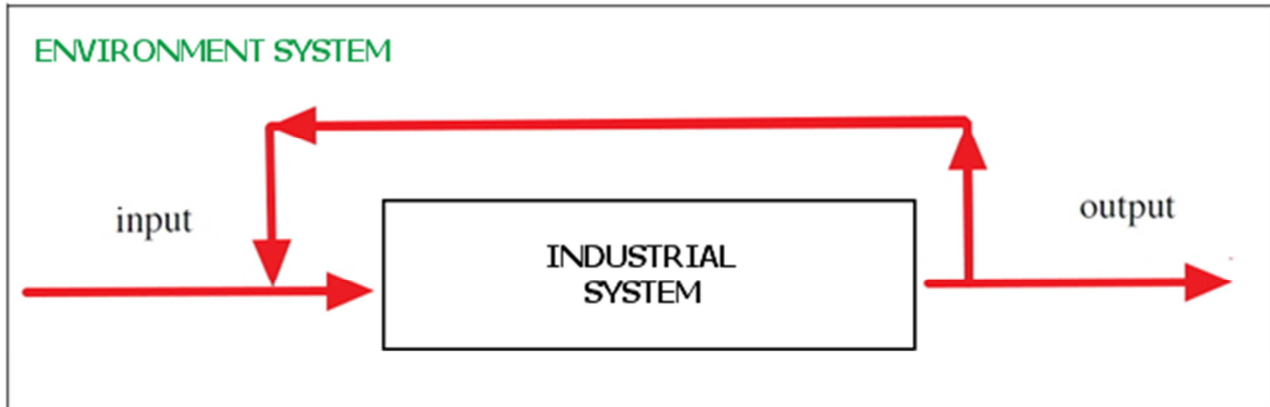 ENVIRONMENT SYSTEM
input
output
INDUSTRIAL
SYSTEM